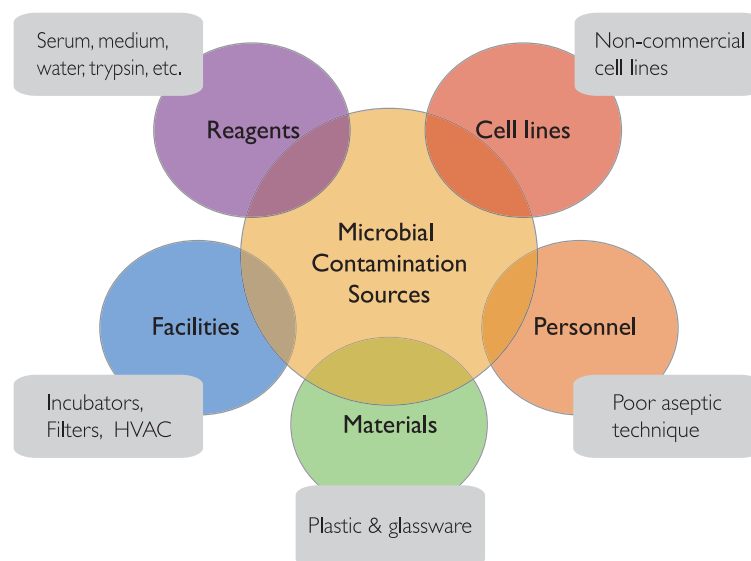 Serum, medium,
water, trypsin, etc.
Non-commercial
cell lines
Reagents
Cell lines
Microbial
Contamination
Sources
Facilities
Personnel
Incubators,
Filters, HVAC
Materials
Poor aseptic
technique
Plastic & glassware